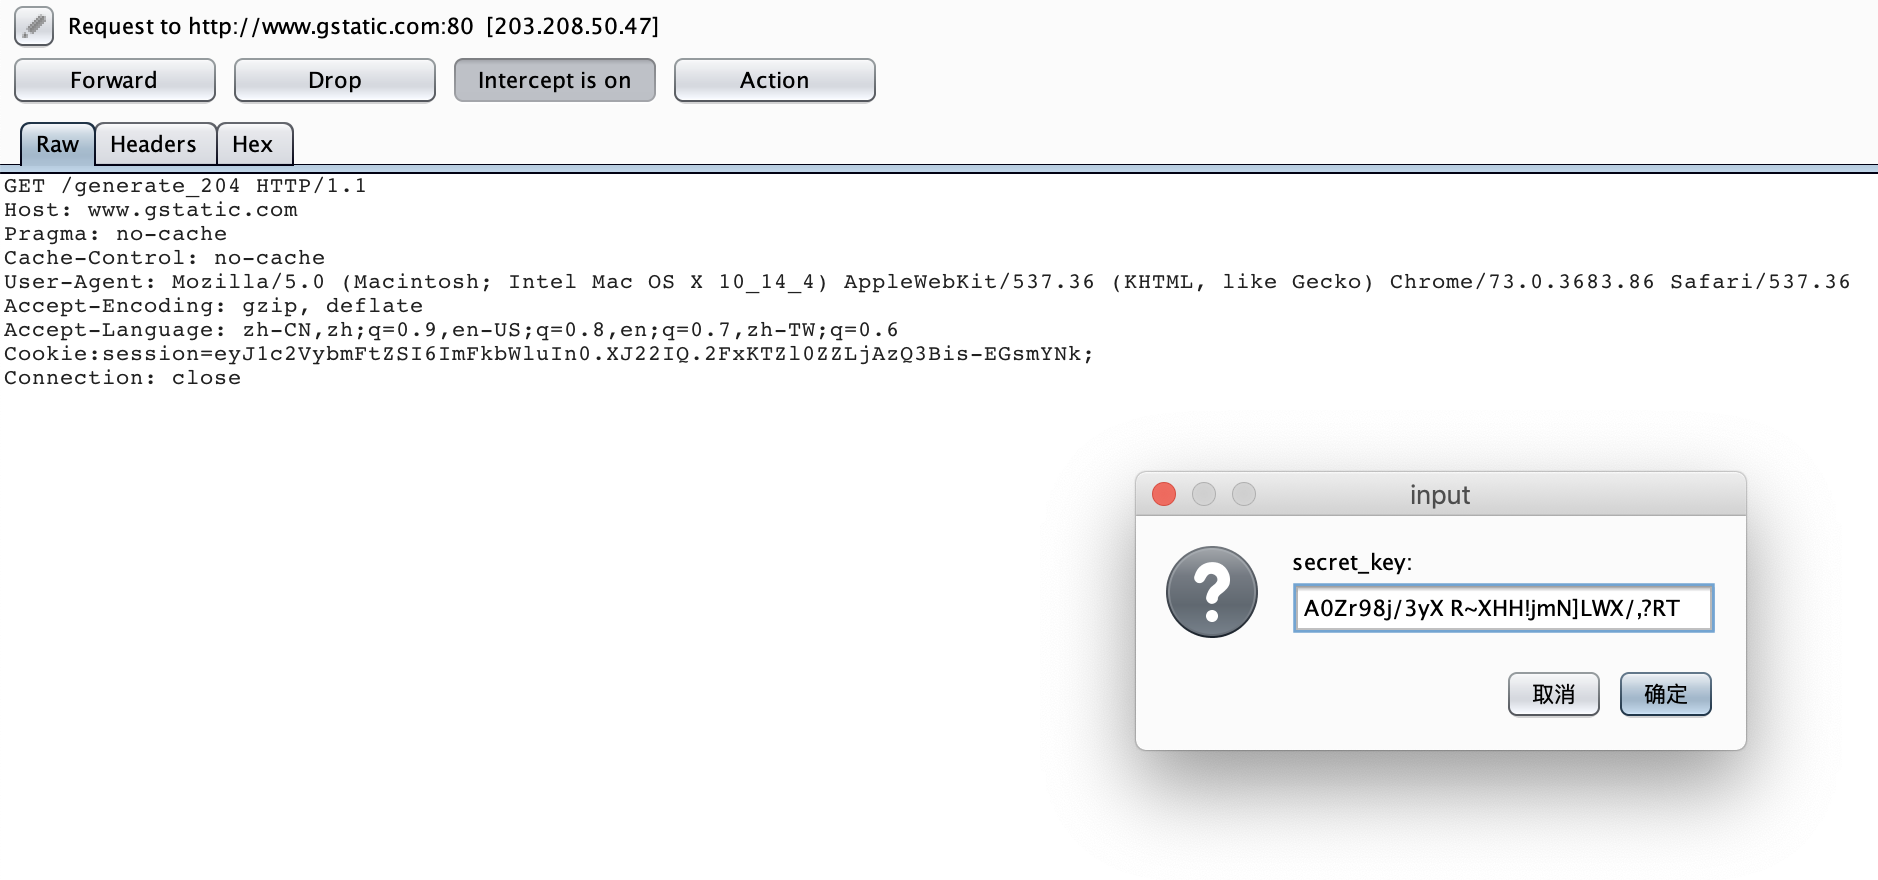 Request to http://www.gstatic.com:80 [203.208.50.47]
Forward Drop Intercept is on Action
Raw Headers Hex
GET /generate_204 HTTP/1.1
Host: www.gstatic.com
Pragma: no-cache
Cache-Control: no-cache
User-Agent: Mozilla/5.0 (Macintosh; Intel Mac OS X 10_14_4) AppleWebKit/537.36 (KHTML, like Gecko) Chrome/73.0.3683.86 Safari/537.36
Accept-Encoding: gzip, deflate
Accept-Language: zh-CN,zh;q=0.9,en-US;q=0.8,en;q=0.7,zh-TW;q=0.6
Cookie:session=eyJ1c2VybmFtZSI6ImFkbWluIn0.XJ22IQ.2FxKTZl0ZZLjAzQ3Bis-EGsmYNk;
Connection: close
input
secret_key:
A0Zr98j/3yX R~XHH!jmN]LWX/,?RT
取消 确定